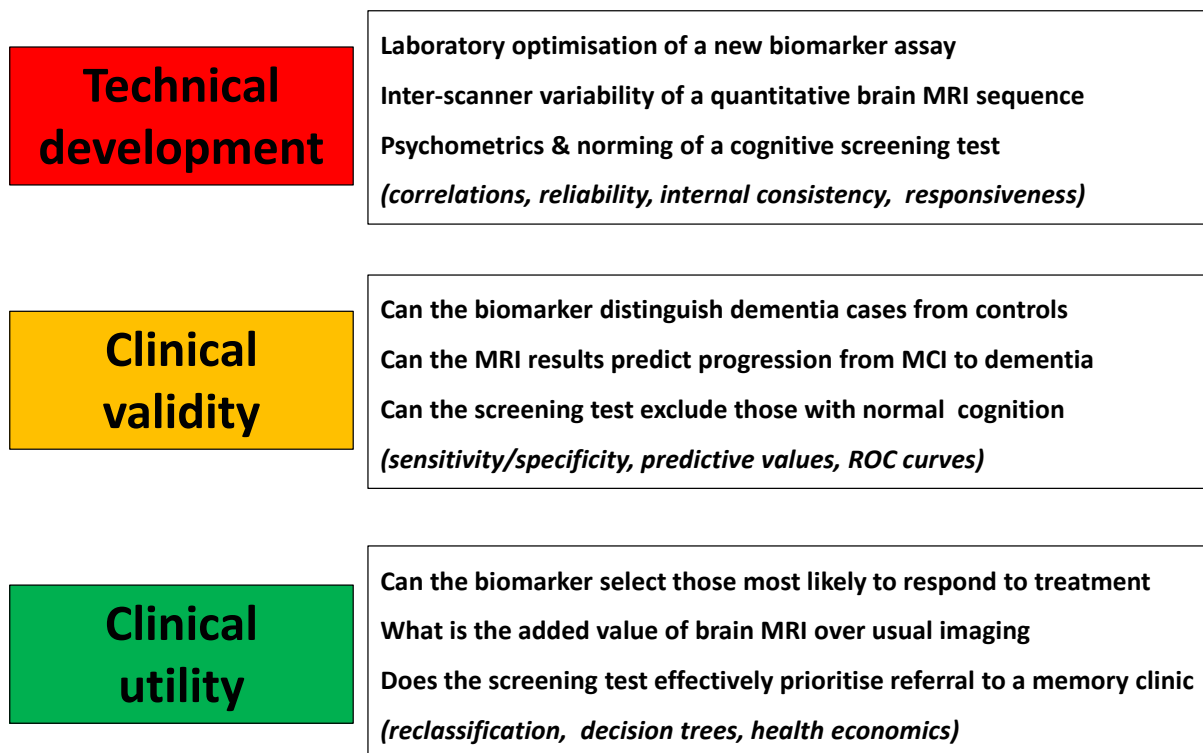 Technical
development
Laboratory optimisation of a new biomarker assay
Inter-scanner variability of a quantitative brain MRI sequence
Psychometrics & norming of a cognitive screening test
(correlations, reliability, internal consistency, responsiveness)
Clinical
validity
Can the biomarker distinguish dementia cases from controls
Can the MRI results predict progression from MCI to dementia
Can the screening test exclude those with normal cognition
(sensitivity/specificity, predictive values, ROC curves)
Clinical
utility
Can the biomarker select those most likely to respond to treatment
What is the added value of brain MRI over usual imaging
Does the screening test effectively prioritise referral to a memory clinic
(reclassification, decision trees, health economics)